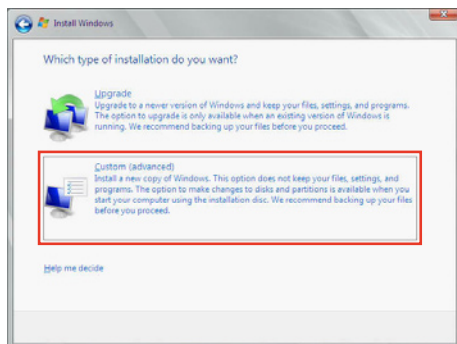 Install Windows
Which type of installation do you want?
Upgrade
Upgrade to a newer version of Windows and keep your files, settings, and programs.
The option to upgrade is only available when an existing version of Windows is
running. We recommend backing up your files before you proceed.
Custom (advanced)
Install a new copy of Windows. This option does not keep your files, settings, and
programs. The option to make changes to disks and partitions is available when you
start your computer using the installation disc. We recommend backing up your files
before you proceed.
Help me decide